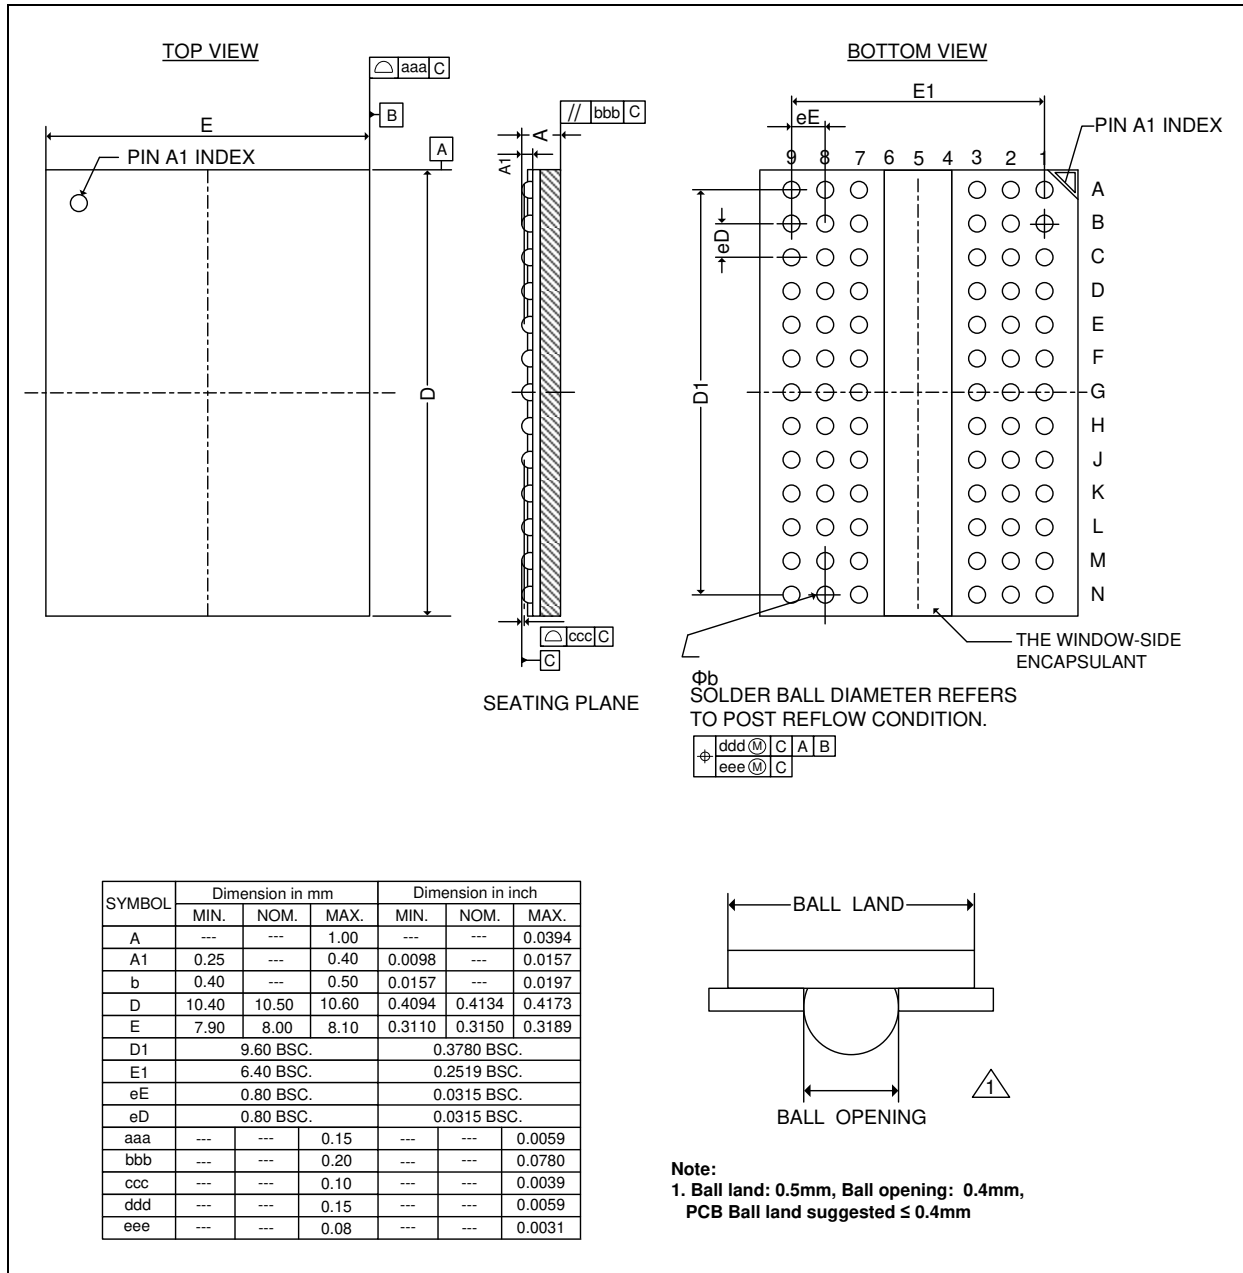 TOP VIEW
BOTTOM VIEW
aaa C
B
E
A
PIN A1 INDEX
D
// bbb C
A
A1
ccc C
C
SEATING PLANE
E1
eE
PIN A1 INDEX
9 8 7 6 5 4 3 2 1
A
B
C
D
E
F
G
H
J
K
L
M
N
eD
D1
THE WINDOW-SIDE
ENCAPSULANT
Φb
SOLDER BALL DIAMETER REFERS
TO POST REFLOW CONDITION.
⌖ ddd Ⓜ C A B
eee Ⓜ C
SYMBOL Dimension in mm Dimension in inch
MIN. NOM. MAX. MIN. NOM. MAX.
A --- --- 1.00 --- --- 0.0394
A1 0.25 --- 0.40 0.0098 --- 0.0157
b 0.40 --- 0.50 0.0157 --- 0.0197
D 10.40 10.50 10.60 0.4094 0.4134 0.4173
E 7.90 8.00 8.10 0.3110 0.3150 0.3189
D1 9.60 BSC. 0.3780 BSC.
E1 6.40 BSC. 0.2519 BSC.
eE 0.80 BSC. 0.0315 BSC.
eD 0.80 BSC. 0.0315 BSC.
aaa --- --- 0.15 --- --- 0.0059
bbb --- --- 0.20 --- --- 0.0780
ccc --- --- 0.10 --- --- 0.0039
ddd --- --- 0.15 --- --- 0.0059
eee --- --- 0.08 --- --- 0.0031
BALL LAND
BALL OPENING
1
Note:
1. Ball land: 0.5mm, Ball opening: 0.4mm,
PCB Ball land suggested ≤ 0.4mm